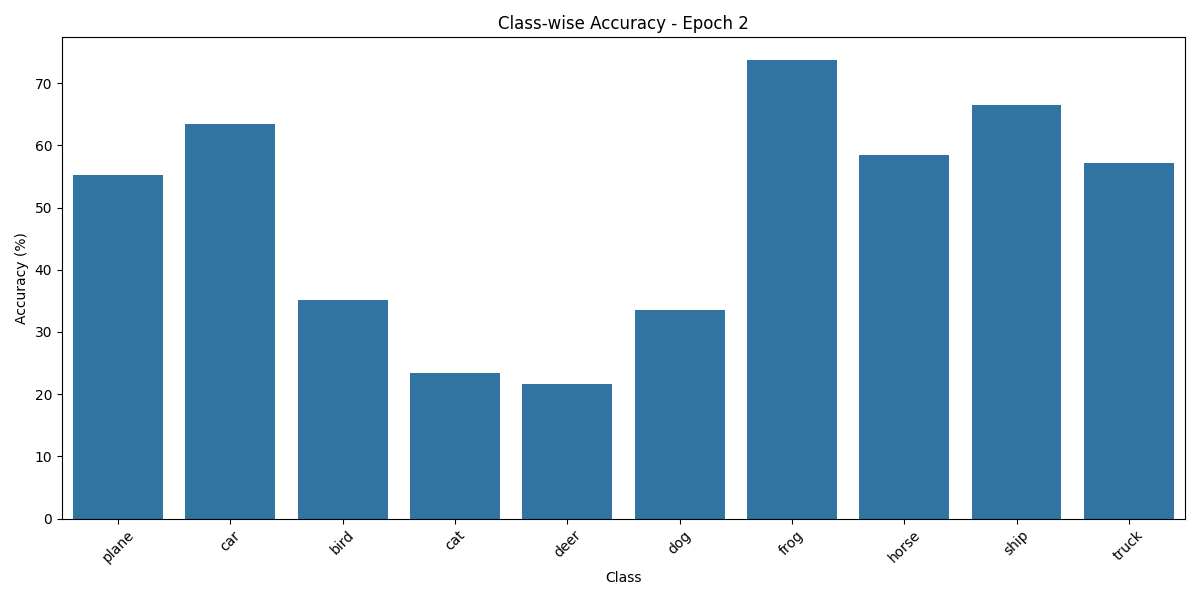 Class-wise Accuracy - Epoch 2
Accuracy (%)
70
60
50
40
30
20
10
0
plane car bird cat deer dog frog horse ship truck
Class